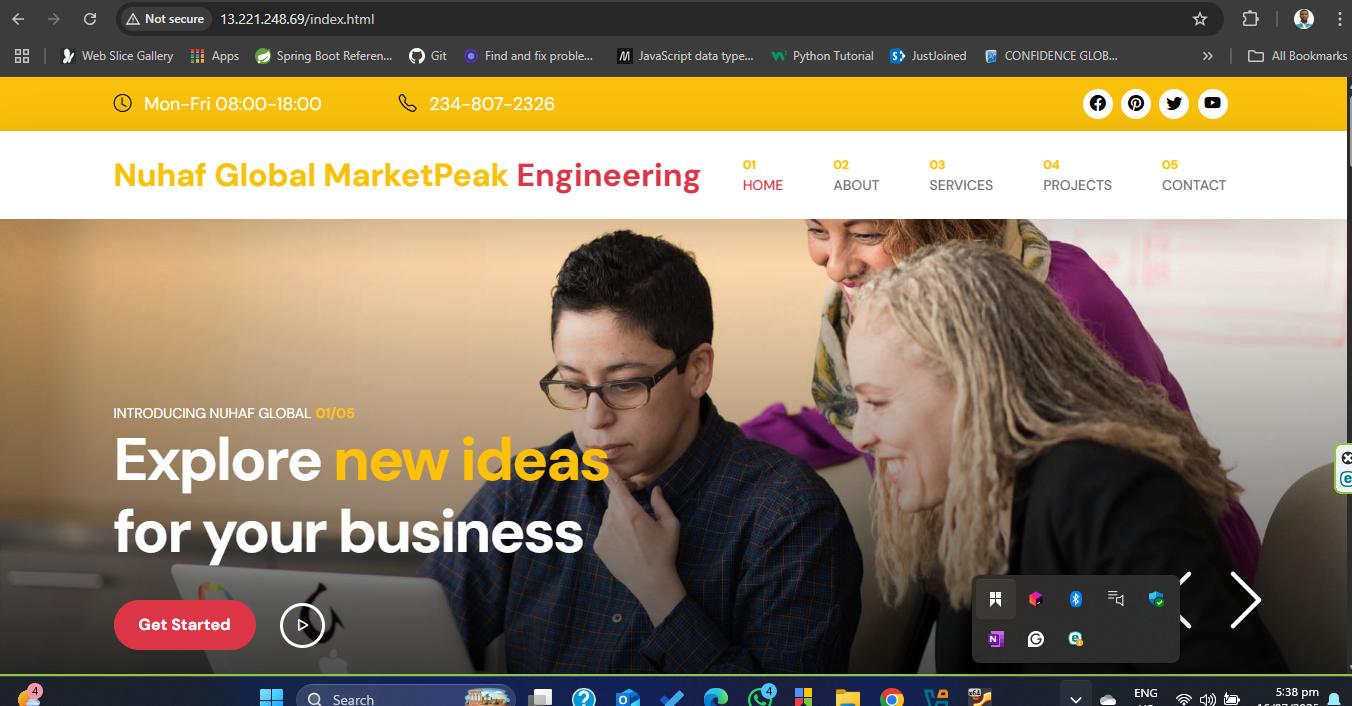 Not secure
13.221.248.69/index.html
Web Slice Gallery
Apps
Spring Boot Referen...
Git
Find and fix proble...
JavaScript data type...
Python Tutorial
JustJoined
CONFIDENCE GLOB...
All Bookmarks
Mon-Fri 08:00-18:00
234-807-2326
Nuhaf Global MarketPeak Engineering
01
HOME
02
ABOUT
03
SERVICES
04
PROJECTS
05
CONTACT
INTRODUCING NUHAF GLOBAL 01/05
Explore new ideas
for your business
Get Started
4
Search
4
ENG
5:38 pm